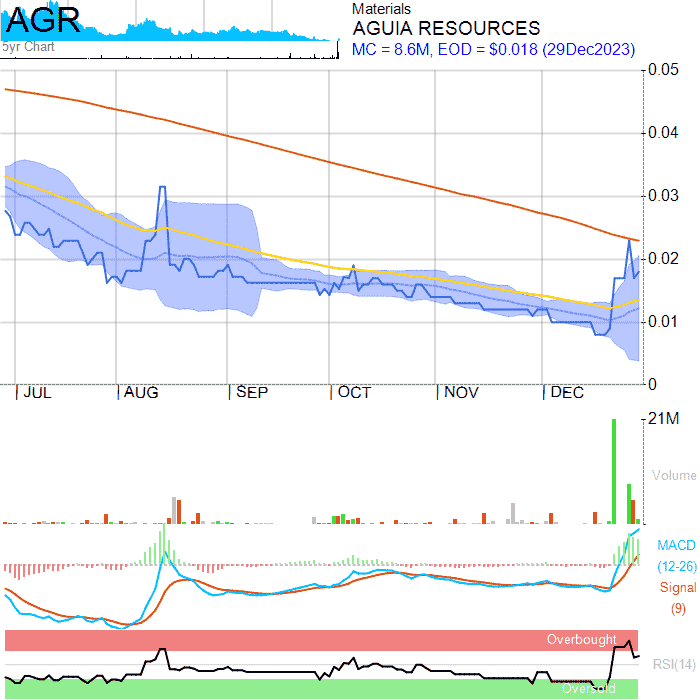 AGR
5yr Chart
Materials
AGUIA RESOURCES
MC = 8.6M, EOD = $0.018 (29Dec2023)
0.05
0.04
0.03
0.02
0.01
0
JUL
AUG
SEP
OCT
NOV
DEC
21M
Volume
MACD
(12-26)
Signal
(9)
Overbought
RSI(14)
Oversold